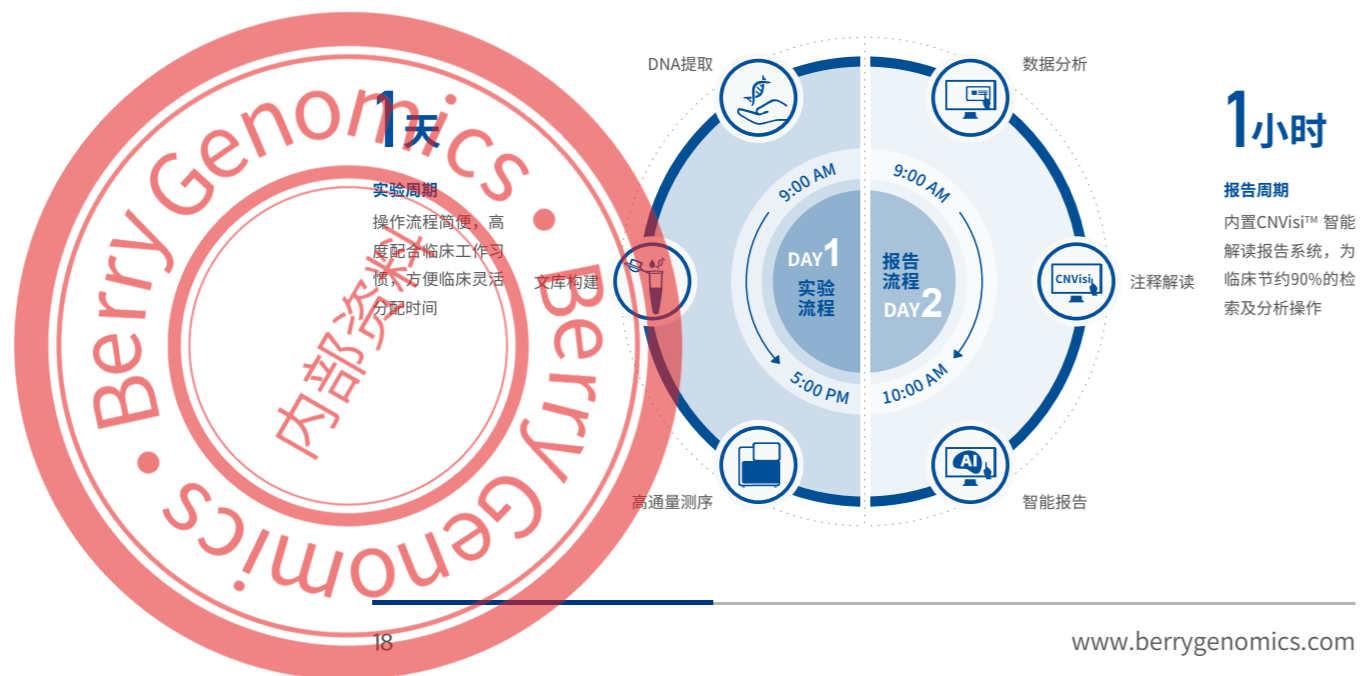 DNA提取
数据分析
1天
1小时
实验周期
操作流程简便，高
度配合临床工作习
惯，方便临床灵活
分配时间
报告周期
内置CNVisi™ 智能
解读报告系统，为
临床节约90%的检
索及分析操作
9:00 AM
9:00 AM
DAY1
实验
流程
报告
流程
DAY2
文库构建
CNVisi
注释解读
5:00 PM
10:00 AM
AI
高通量测序
智能报告
Berry Genomics • Berry Genomics •
内部资料
18
www.berrygenomics.com